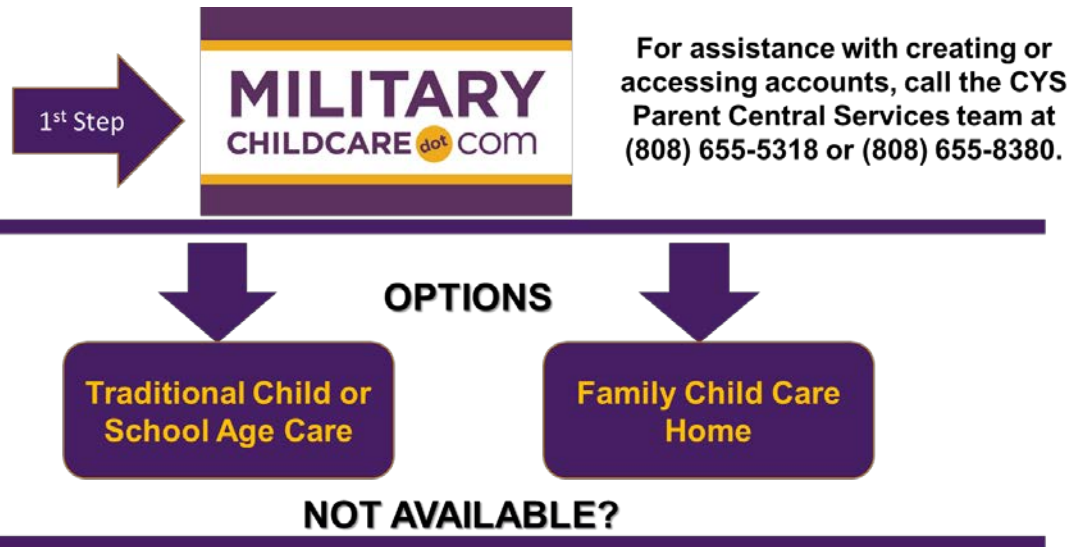 1st Step
MILITARY
CHILDCARE dot COM
For assistance with creating or
accessing accounts, call the CYS
Parent Central Services team at
(808) 655-5318 or (808) 655-8380.
OPTIONS
Traditional Child or
School Age Care
Family Child Care
Home
NOT AVAILABLE?